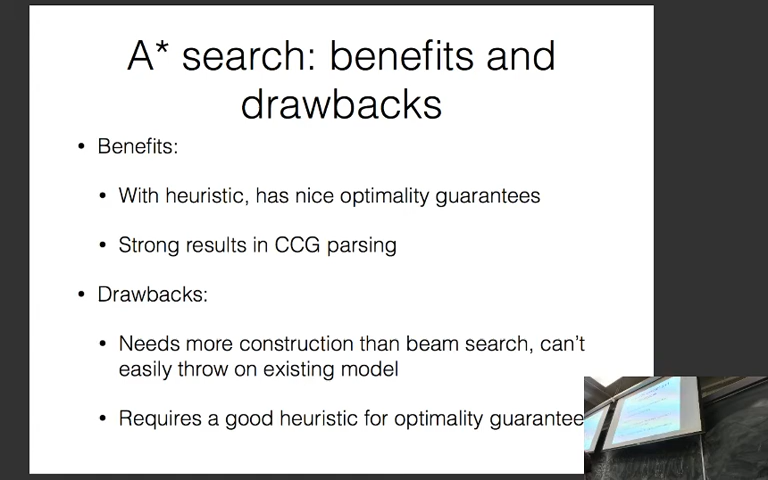 A* search: benefits and
drawbacks
• Benefits:
• With heuristic, has nice optimality guarantees
• Strong results in CCG parsing
• Drawbacks:
• Needs more construction than beam search, can't
easily throw on existing model
• Requires a good heuristic for optimality guarantee